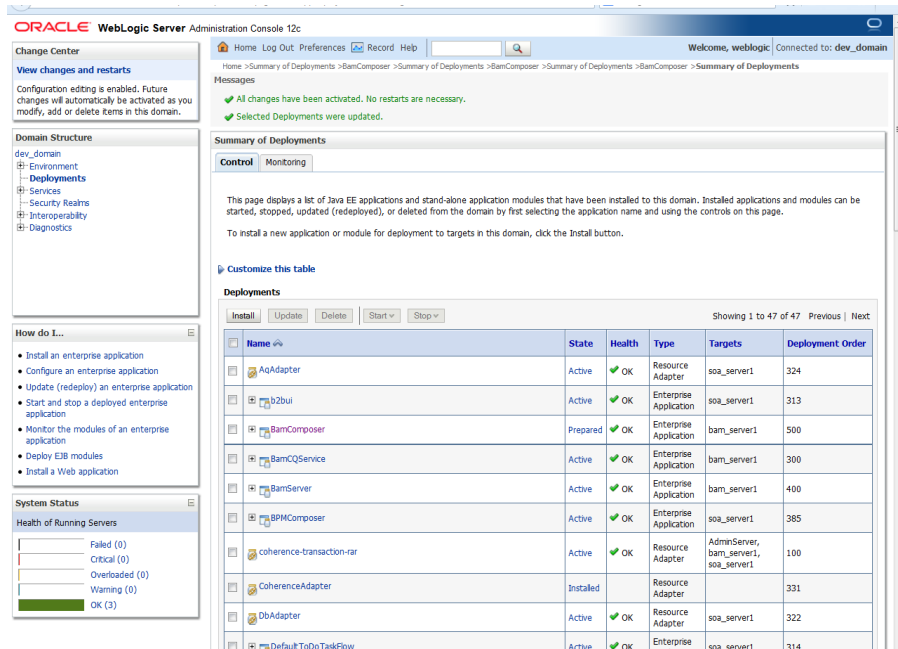 ORACLE WebLogic Server Administration Console 12c
Change Center
View changes and restarts
Configuration editing is enabled. Future
changes will automatically be activated as you
modify, add or delete items in this domain.
Domain Structure
dev_domain
Environment
Deployments
Services
Security Realms
Interoperability
Diagnostics
How do I...
Install an enterprise application
Configure an enterprise application
Update (redeploy) an enterprise application
Start and stop a deployed enterprise
application
Monitor the modules of an enterprise
application
Deploy EJB modules
Install a Web application
System Status
Health of Running Servers
Failed (0)
Critical (0)
Overloaded (0)
Warning (0)
OK (3)
Home Log Out Preferences Record Help
Welcome, weblogic Connected to: dev_domain
Home >Summary of Deployments >BamComposer >Summary of Deployments >BamComposer >Summary of Deployments >BamComposer >Summary of Deployments
Messages
All changes have been activated. No restarts are necessary.
Selected Deployments were updated.
Summary of Deployments
Control Monitoring
This page displays a list of Java EE applications and stand-alone application modules that have been installed to this domain. Installed applications and modules can be
started, stopped, updated (redeployed), or deleted from the domain by first selecting the application name and using the controls on this page.
To install a new application or module for deployment to targets in this domain, click the Install button.
Customize this table
Deployments
Install Update Delete Start Stop Showing 1 to 47 of 47 Previous | Next
Name State Health Type Targets Deployment Order
AqAdapter Active OK Resource Adapter soa_server1 324
b2bui Active OK Enterprise Application soa_server1 313
BamComposer Prepared OK Enterprise Application bam_server1 500
BamCQService Active OK Enterprise Application bam_server1 300
BamServer Active OK Enterprise Application bam_server1 400
BPMComposer Active OK Enterprise Application soa_server1 385
coherence-transaction-rar Active OK Resource Adapter AdminServer, bam_server1, soa_server1 100
CoherenceAdapter Installed Resource Adapter 331
DbAdapter Active OK Resource Adapter soa_server1 322
DefaultToDoTaskFlow Active OK Enterprise soa_server1 314